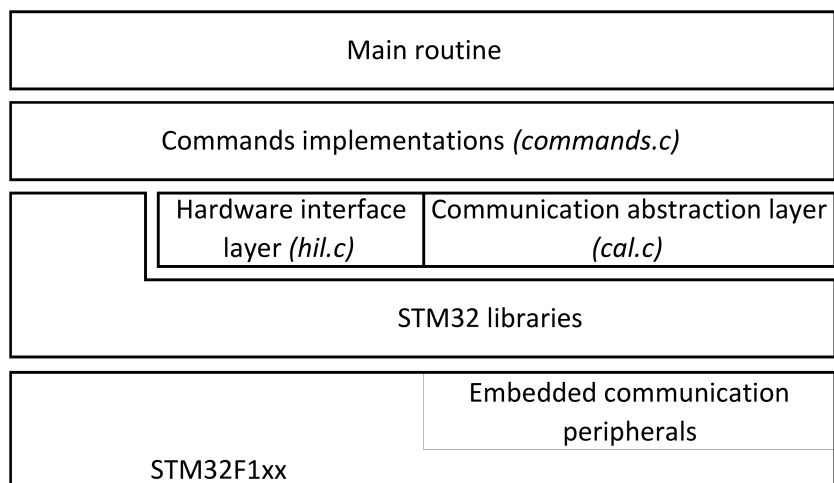 Main routine
Commands implementations (commands.c)
Hardware interface
layer (hil.c)
Communication abstraction layer
(cal.c)
STM32 libraries
Embedded communication
peripherals
STM32F1xx